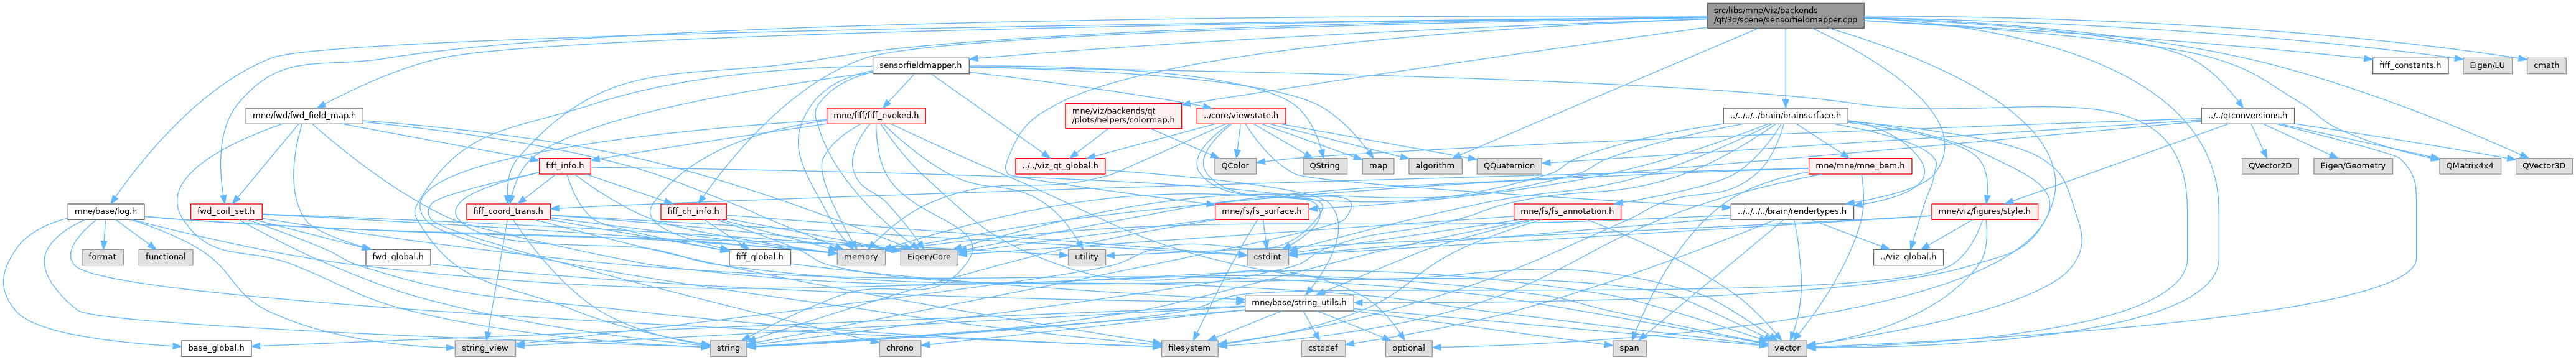 src/libs/mne/viz/backends
/qt/3d/scene/sensorfieldmapper.cpp
sensorfieldmapper.h
fiff_constants.h
Eigen/LU
cmath
mne/fwd/fwd_field_map.h
mne/fiff/fiff_evoked.h
../core/viewstate.h
mne/viz/backends/qt
/plots/helpers/colormap.h
../../../../brain/brainsurface.h
../../qtconversions.h
fiff_info.h
../../viz_qt_global.h
QColor
QString
map
algorithm
QQuaternion
mne/mne/mne_bem.h
QVector2D
Eigen/Geometry
QMatrix4x4
QVector3D
mne/base/log.h
fwd_coil_set.h
fiff_coord_trans.h
fiff_ch_info.h
mne/fs/fs_surface.h
mne/fs/fs_annotation.h
../../../../brain/rendertypes.h
mne/viz/figures/style.h
format
functional
fwd_global.h
fiff_global.h
memory
Eigen/Core
utility
cstdint
../viz_global.h
mne/base/string_utils.h
base_global.h
string_view
string
chrono
filesystem
cstddef
optional
span
vector